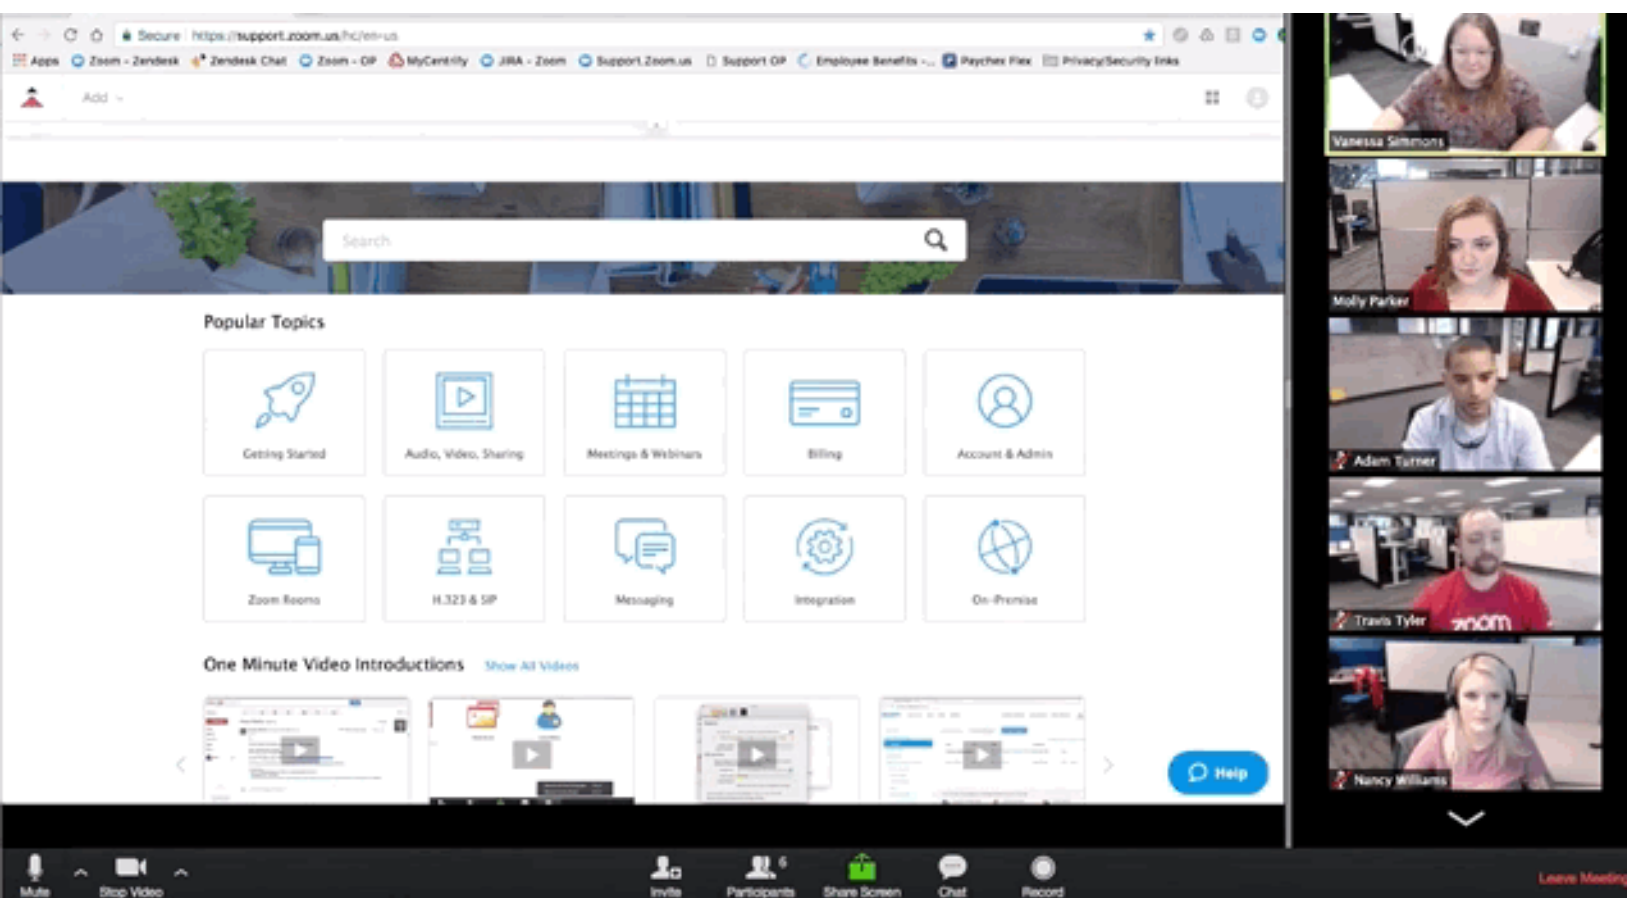 Secure https://support.zoom.us/hc/en-us
Apps Zoom - Zendesk Zendesk Chat Zoom - OP MyCentrify JIRA - Zoom Support.Zoom.us Support OP Employee Benefits -... Paychex Flex Privacy/Security links
Add
Search
Popular Topics
Getting Started Audio, Video, Sharing Meetings & Webinars Billing Account & Admin
Zoom Rooms H.323 & SIP Messaging Integration On-Premise
One Minute Video Introductions Show All Videos
Help
Vanessa Simmons
Molly Parker
Adam Turner
zoom
Travis Tyler
Nancy Williams
6
Mute Stop Video Invite Participants Share Screen Chat Record Leave Meeting